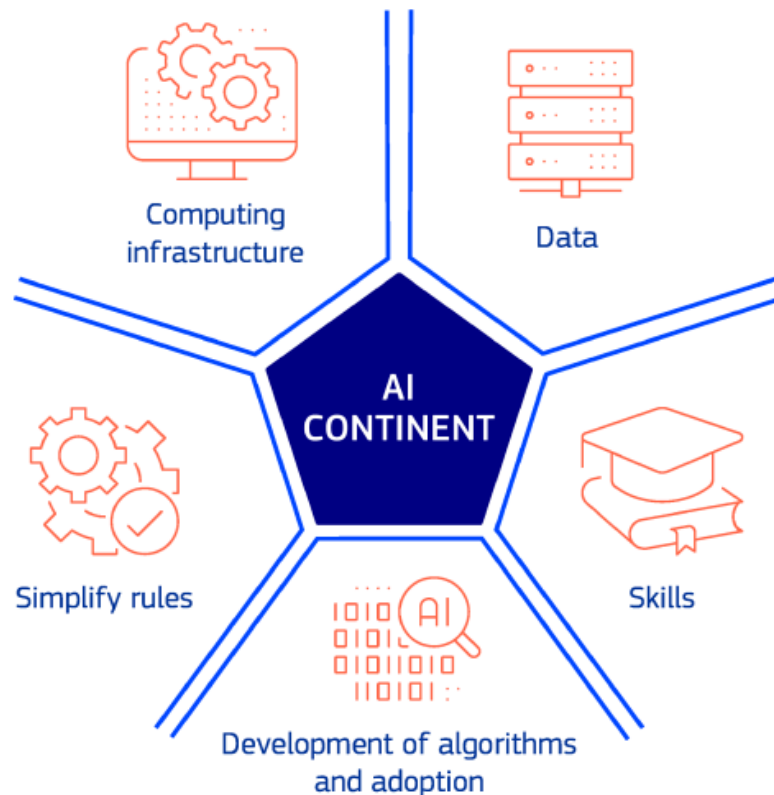 Computing
infrastructure
Data
AI
CONTINENT
Simplify rules
Skills
AI
Development of algorithms
and adoption